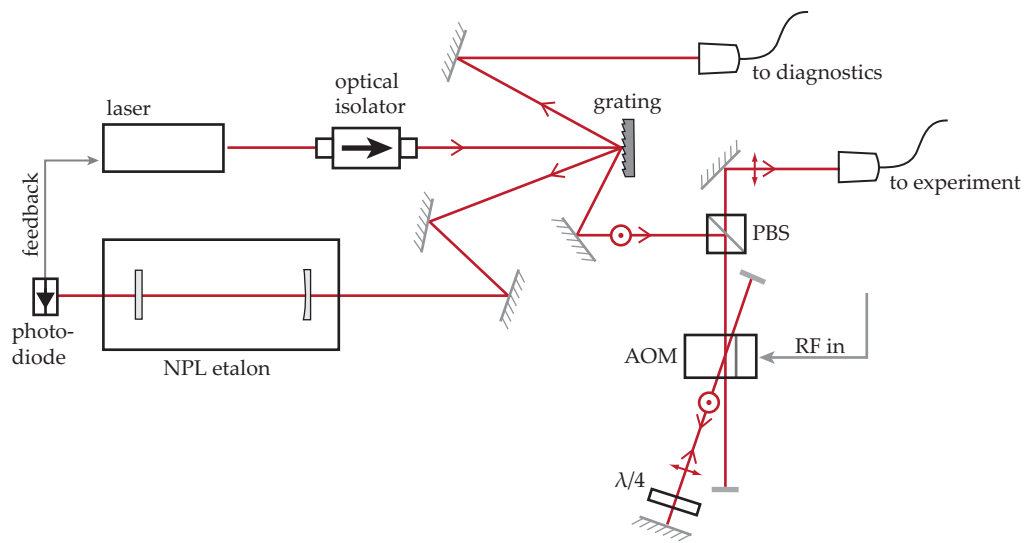 to diagnostics
optical
isolator
grating
laser
to experiment
feedback
PBS
photo-
diode
NPL etalon
AOM
RF in
λ/4